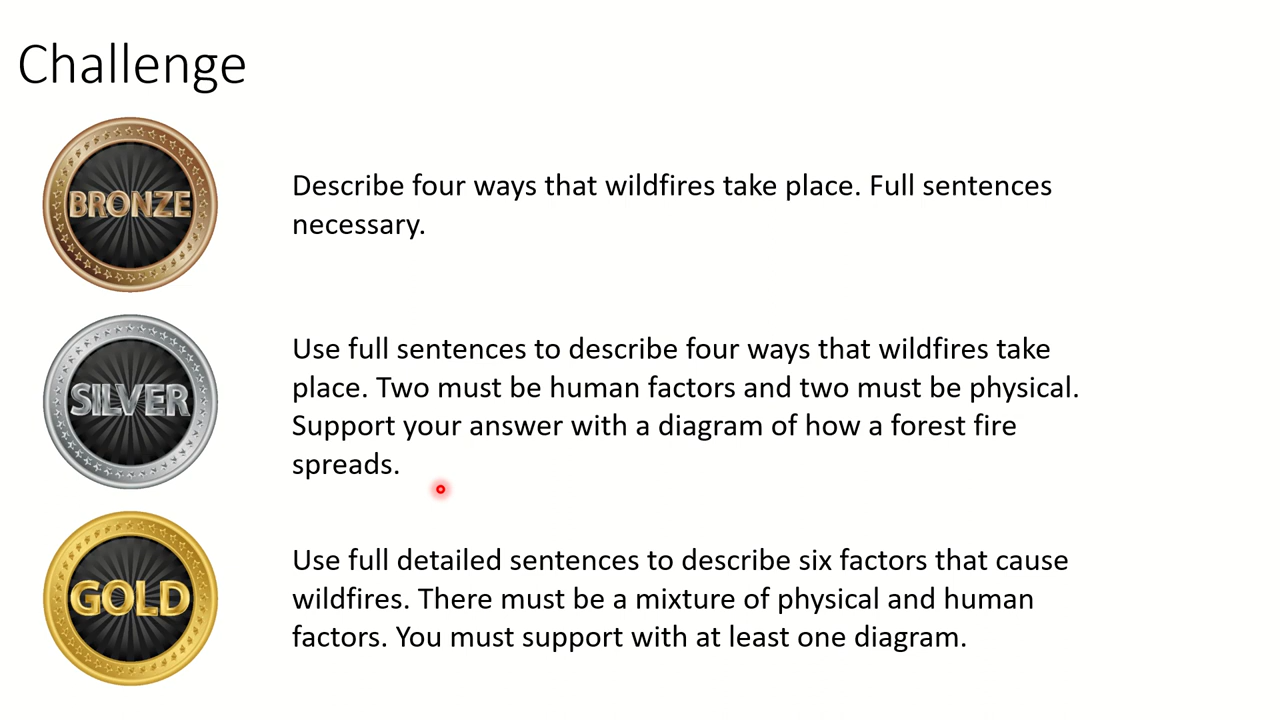 Challenge
BRONZE
Describe four ways that wildfires take place. Full sentences
necessary.
SILVER
Use full sentences to describe four ways that wildfires take
place. Two must be human factors and two must be physical.
Support your answer with a diagram of how a forest fire
spreads.
GOLD
Use full detailed sentences to describe six factors that cause
wildfires. There must be a mixture of physical and human
factors. You must support with at least one diagram.